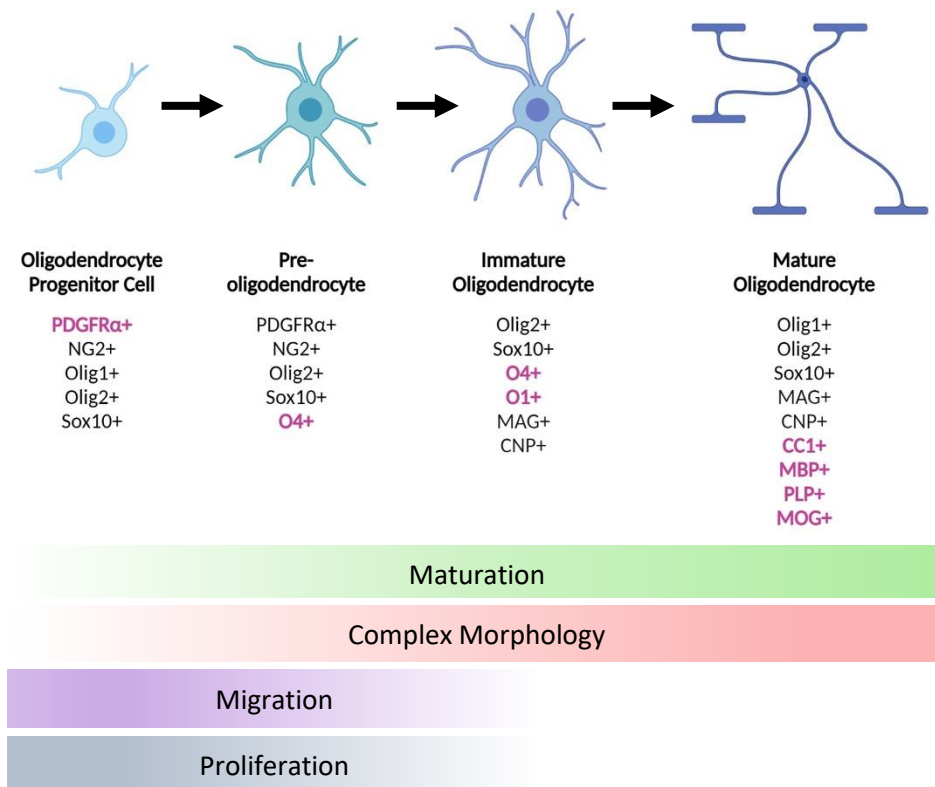 Oligodendrocyte
Progenitor Cell
PDGFRα+
NG2+
Olig1+
Olig2+
Sox10+
Pre-
oligodendrocyte
PDGFRα+
NG2+
Olig2+
Sox10+
O4+
Immature
Oligodendrocyte
Olig2+
Sox10+
O4+
O1+
MAG+
CNP+
Mature
Oligodendrocyte
Olig1+
Olig2+
Sox10+
MAG+
CNP+
CC1+
MBP+
PLP+
MOG+
Maturation
Complex Morphology
Migration
Proliferation